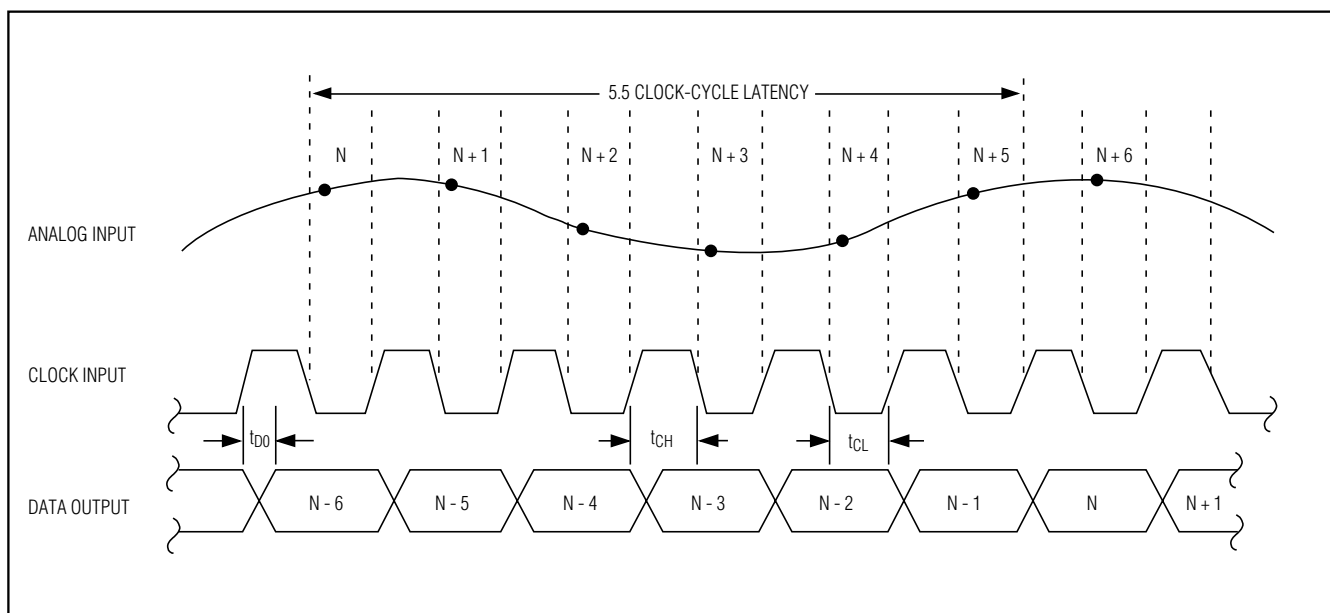 5.5 CLOCK-CYCLE LATENCY
N N + 1 N + 2 N + 3 N + 4 N + 5 N + 6
ANALOG INPUT
CLOCK INPUT
tD0 tCH tCL
DATA OUTPUT N - 6 N - 5 N - 4 N - 3 N - 2 N - 1 N N + 1